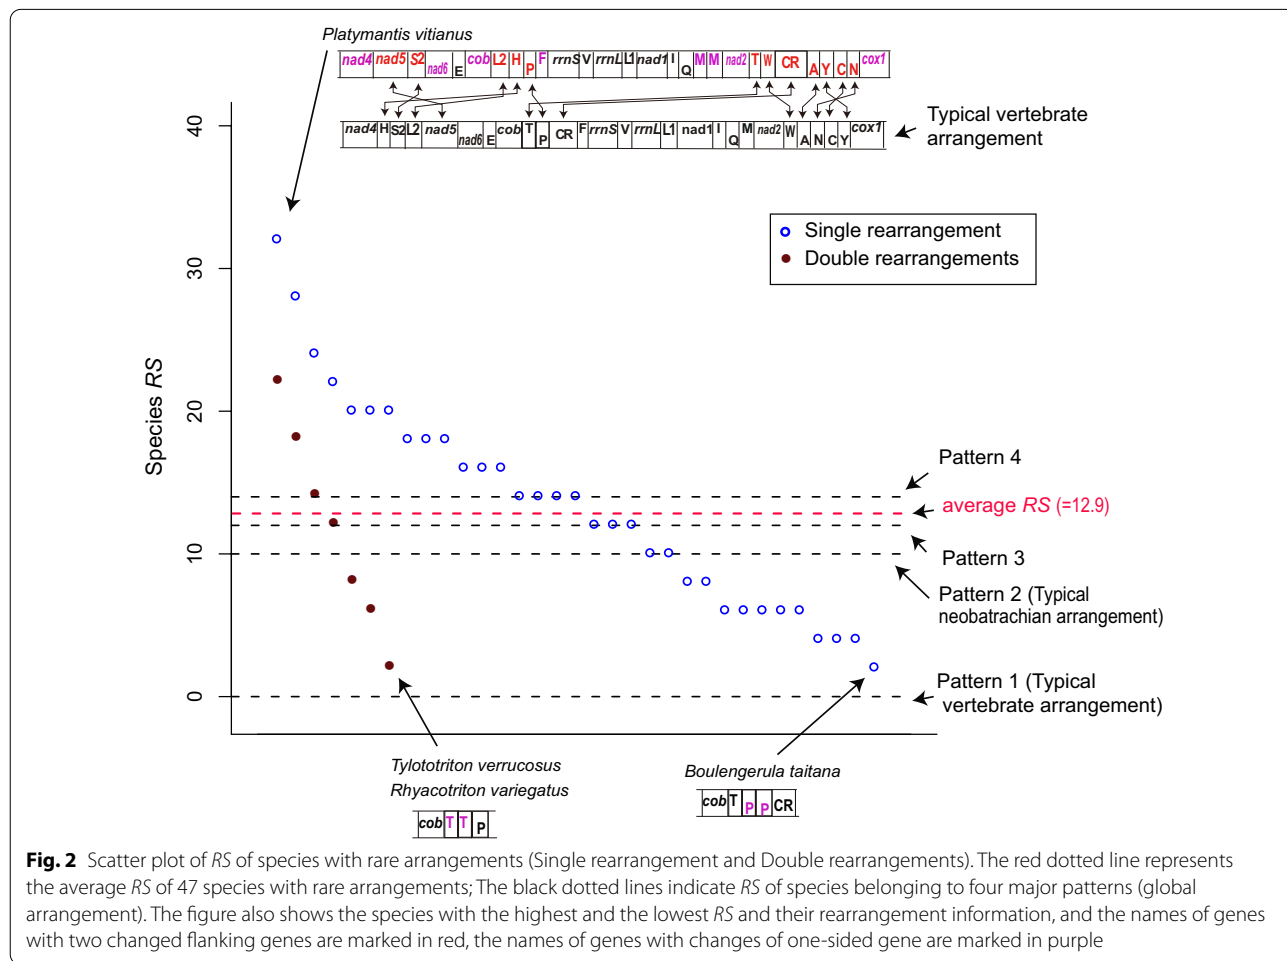 Platymantis vitianus
nad4 nad5 S2 nad6 E cob L2 H P F rrnS V rrnL L1 nad1 I Q M M nad2 T W CR A Y C N cox1
nad4 H S2 L2 nad5 nad6 E cob T P CR F rrnS V rrnL L1 nad1 I Q M nad2 W A N C Y cox1
Typical vertebrate
arrangement
Single rearrangement
Double rearrangements
Species RS
40
30
20
10
0
Pattern 4
average RS (=12.9)
Pattern 3
Pattern 2 (Typical
neobatrachian arrangement)
Pattern 1 (Typical
vertebrate arrangement)
Tylototriton verrucosus
Rhyacotriton variegatus
cob T T P
Boulengerula taitana
cob T P P CR
Fig. 2 Scatter plot of RS of species with rare arrangements (Single rearrangement and Double rearrangements). The red dotted line represents
the average RS of 47 species with rare arrangements; The black dotted lines indicate RS of species belonging to four major patterns (global
arrangement). The figure also shows the species with the highest and the lowest RS and their rearrangement information, and the names of genes
with two changed flanking genes are marked in red, the names of genes with changes of one-sided gene are marked in purple